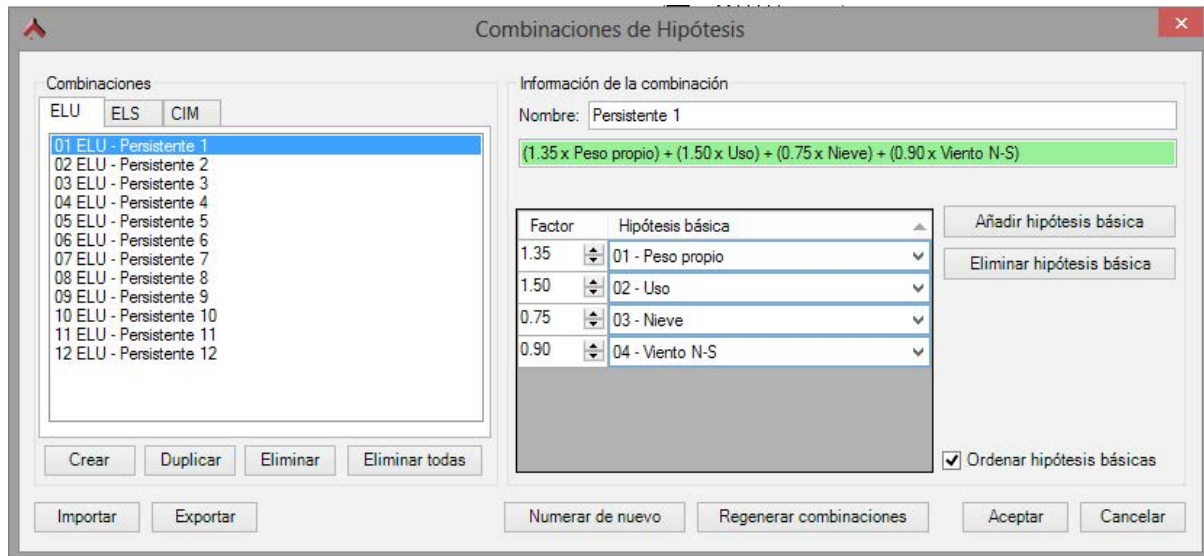 Combinaciones de Hipótesis
Combinaciones
ELU ELS CIM
01 ELU - Persistente 1
02 ELU - Persistente 2
03 ELU - Persistente 3
04 ELU - Persistente 4
05 ELU - Persistente 5
06 ELU - Persistente 6
07 ELU - Persistente 7
08 ELU - Persistente 8
09 ELU - Persistente 9
10 ELU - Persistente 10
11 ELU - Persistente 11
12 ELU - Persistente 12
Crear Duplicar Eliminar Eliminar todas
Importar Exportar
Información de la combinación
Nombre: Persistente 1
(1.35 x Peso propio) + (1.50 x Uso) + (0.75 x Nieve) + (0.90 x Viento N-S)
Factor Hipótesis básica
1.35 01 - Peso propio
1.50 02 - Uso
0.75 03 - Nieve
0.90 04 - Viento N-S
Añadir hipótesis básica
Eliminar hipótesis básica
Ordenar hipótesis básicas
Numerar de nuevo Regenerar combinaciones Aceptar Cancelar